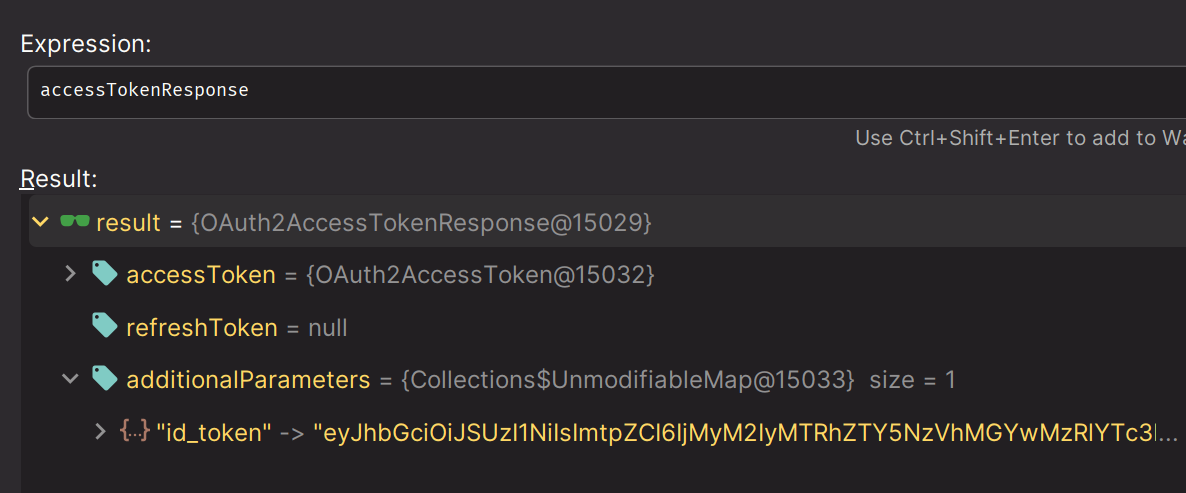 Expression:
accessTokenResponse
Use Ctrl+Shift+Enter to add to Wa
Result:
result = {OAuth2AccessTokenResponse@15029}
accessToken = {OAuth2AccessToken@15032}
refreshToken = null
additionalParameters = {Collections$UnmodifiableMap@15033} size = 1
{...} "id_token" -> "eyJhbGciOiJSUzI1NiIsImtpZCI6IjMyM2IyMTRhZTY5NzVhMGYwMzRlYTc3...